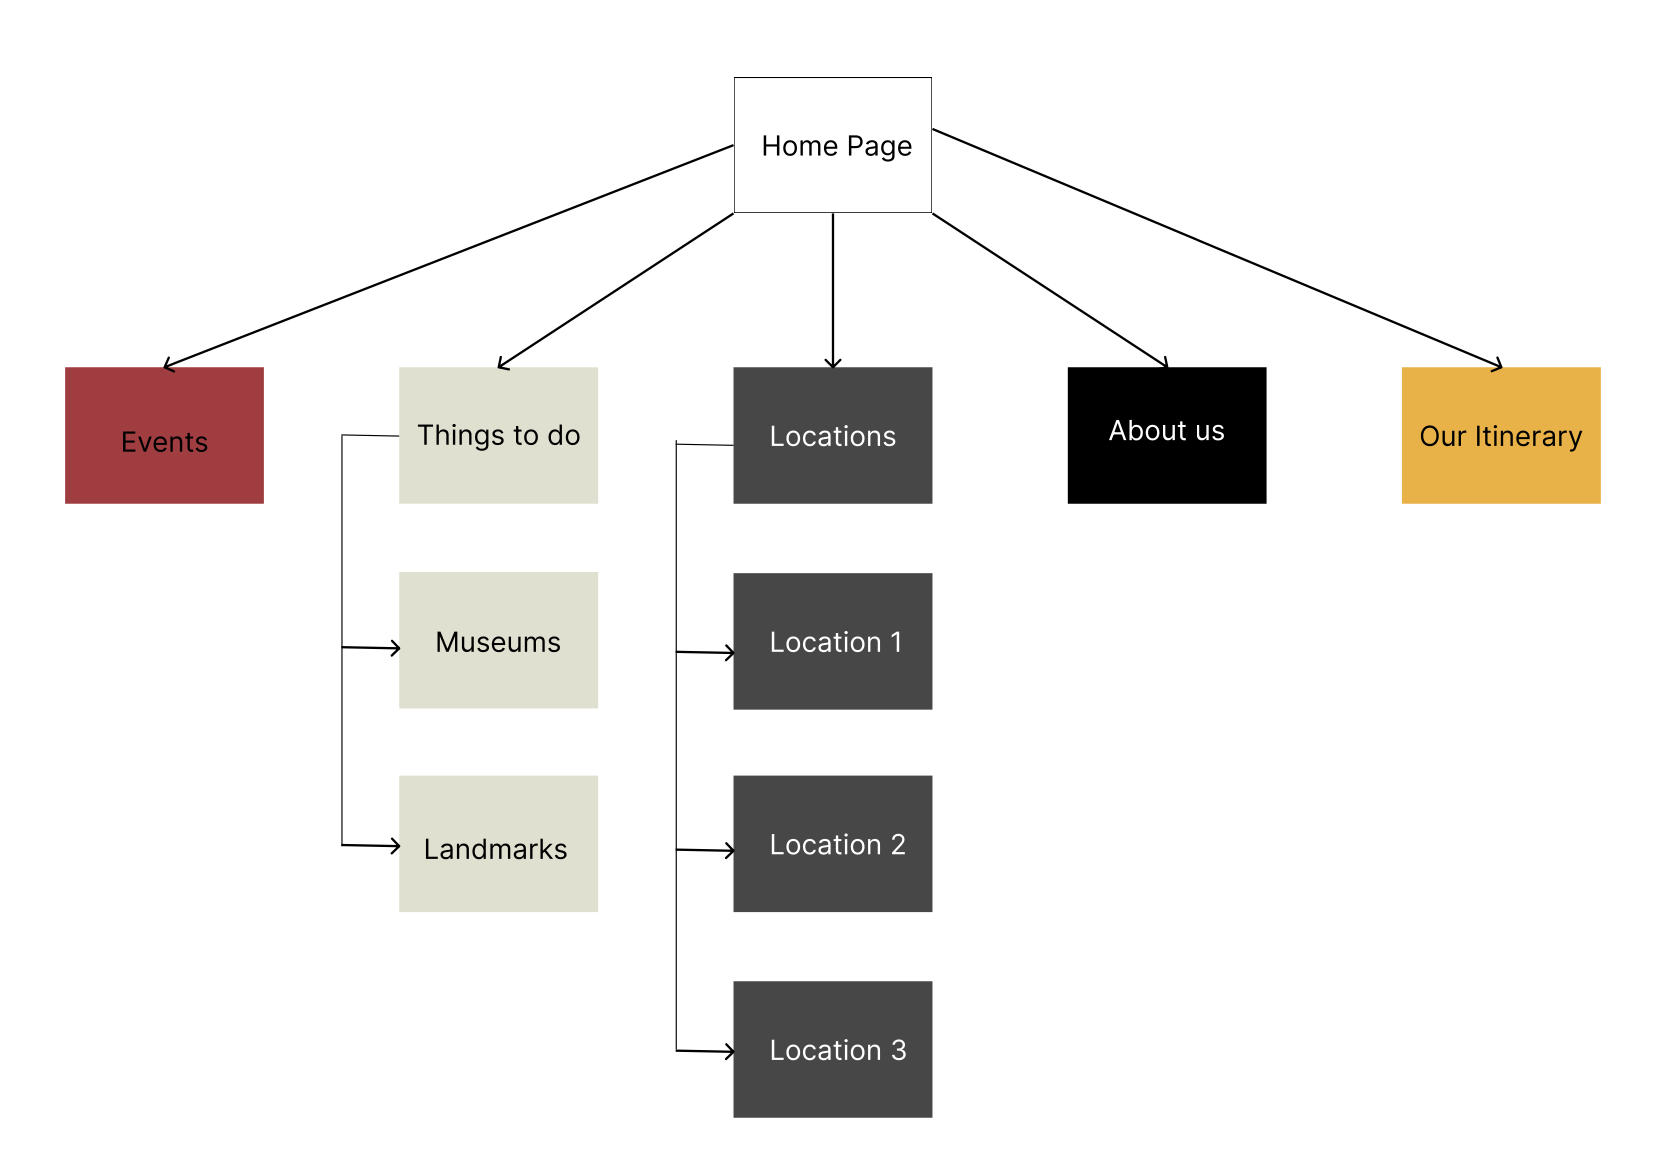 Home Page
Events
Things to do
Locations
About us
Our Itinerary
Museums
Location 1
Landmarks
Location 2
Location 3